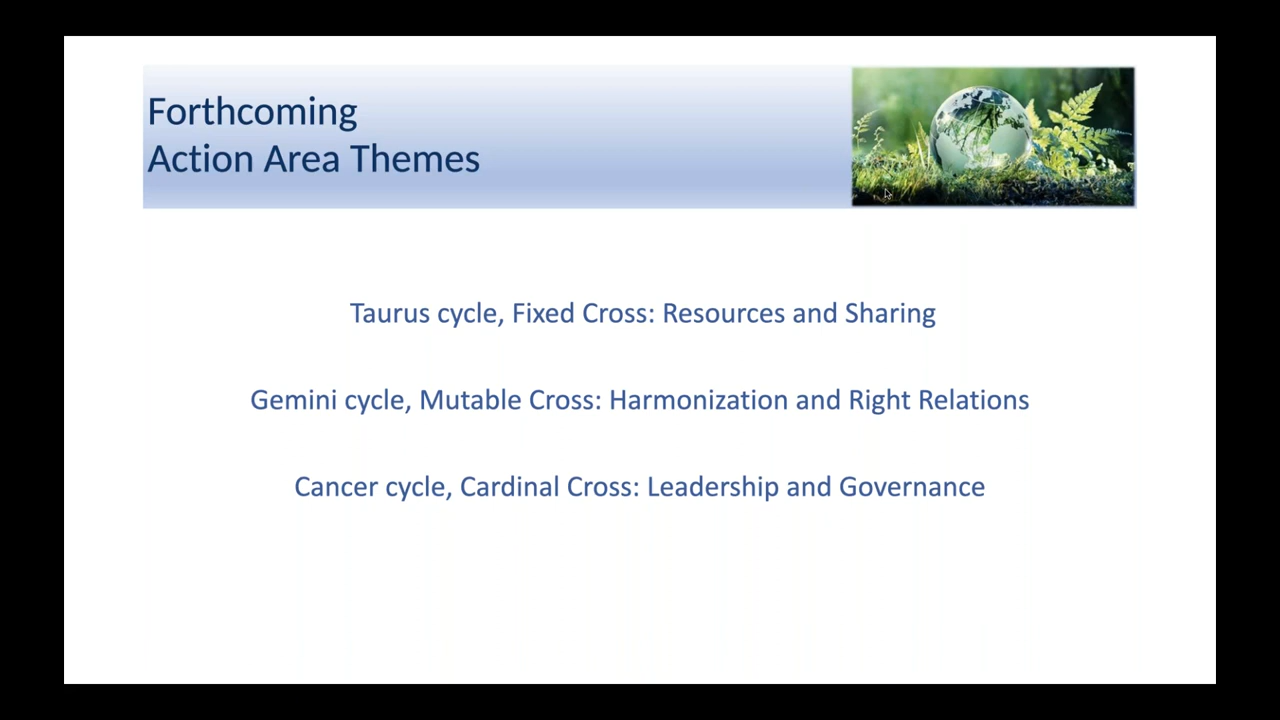 Forthcoming
Action Area Themes
Taurus cycle, Fixed Cross: Resources and Sharing
Gemini cycle, Mutable Cross: Harmonization and Right Relations
Cancer cycle, Cardinal Cross: Leadership and Governance